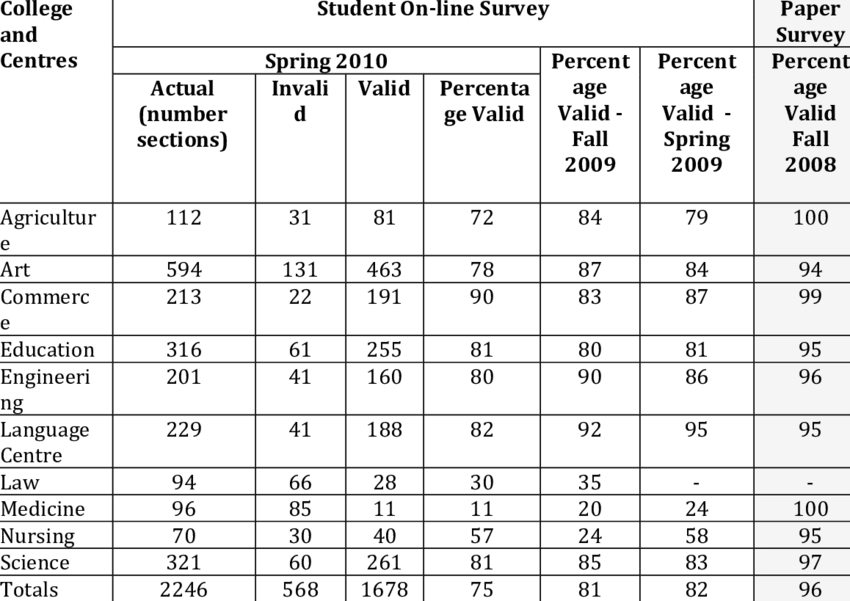 College and Centres Student On-line Survey Paper Survey
Spring 2010 Percentage Valid - Fall 2009 Percentage Valid - Spring 2009 Percentage Valid Fall 2008
Actual (number sections) Invalid Valid Percentage Valid
Agriculture 112 31 81 72 84 79 100
Art 594 131 463 78 87 84 94
Commerce 213 22 191 90 83 87 99
Education 316 61 255 81 80 81 95
Engineering 201 41 160 80 90 86 96
Language Centre 229 41 188 82 92 95 95
Law 94 66 28 30 35 - -
Medicine 96 85 11 11 20 24 100
Nursing 70 30 40 57 24 58 95
Science 321 60 261 81 85 83 97
Totals 2246 568 1678 75 81 82 96